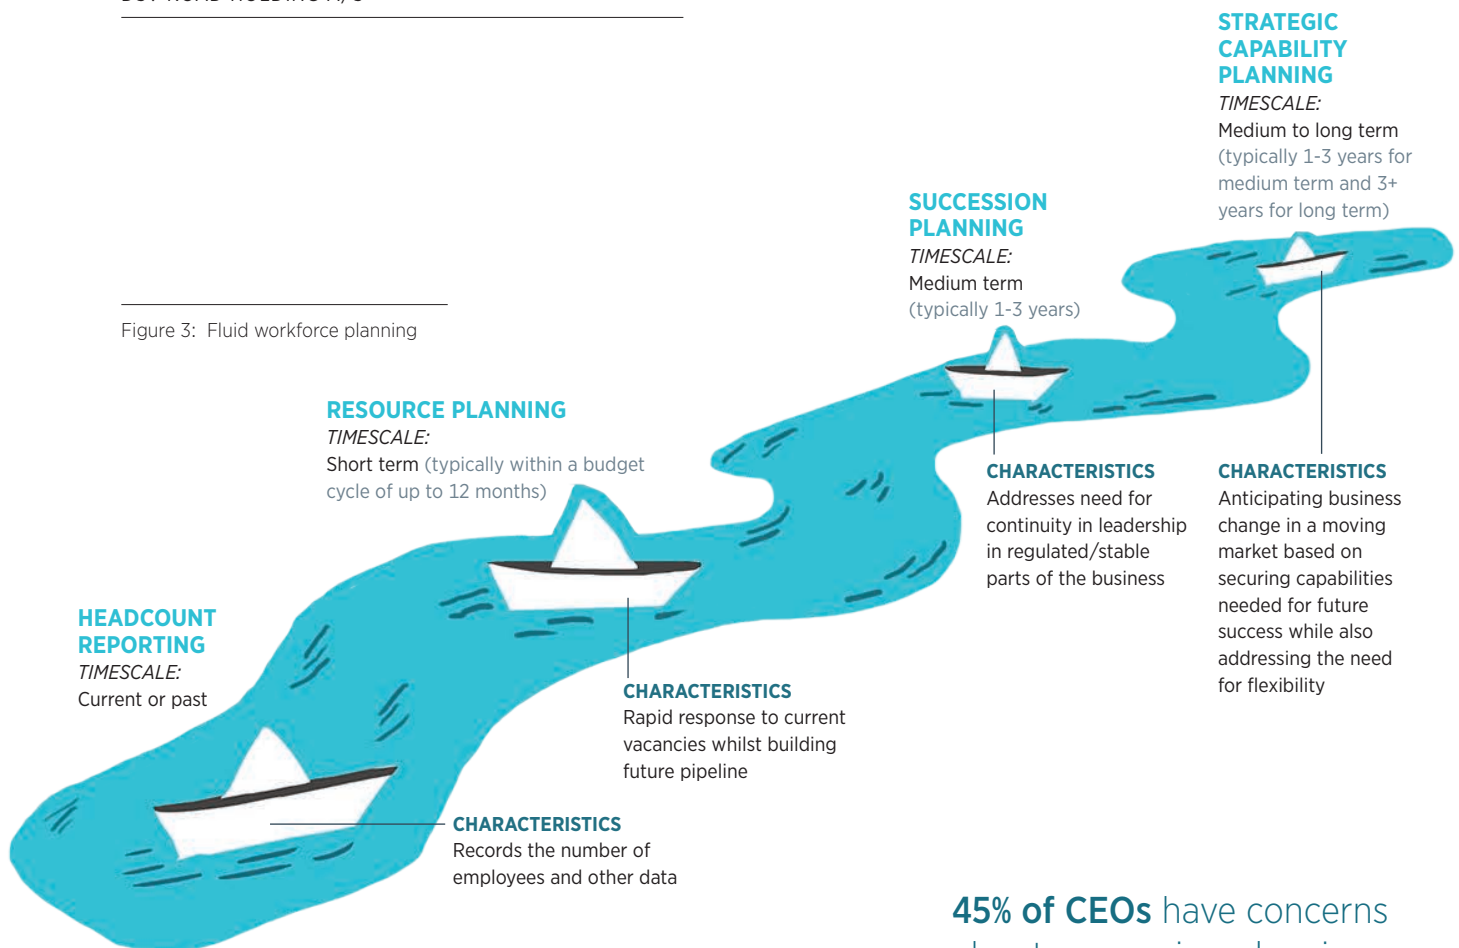 STRATEGIC
CAPABILITY
PLANNING
TIMESCALE:
Medium to long term
(typically 1-3 years for
medium term and 3+
years for long term)
SUCCESSION
PLANNING
TIMESCALE:
Medium term
(typically 1-3 years)
Figure 3: Fluid workforce planning
RESOURCE PLANNING
TIMESCALE:
Short term (typically within a budget
cycle of up to 12 months)
CHARACTERISTICS
Addresses need for
continuity in leadership
in regulated/stable
parts of the business
CHARACTERISTICS
Anticipating business
change in a moving
market based on
securing capabilities
needed for future
success while also
addressing the need
for flexibility
HEADCOUNT
REPORTING
TIMESCALE:
Current or past
CHARACTERISTICS
Rapid response to current
vacancies whilst building
future pipeline
CHARACTERISTICS
Records the number of
employees and other data
45% of CEOs have concerns